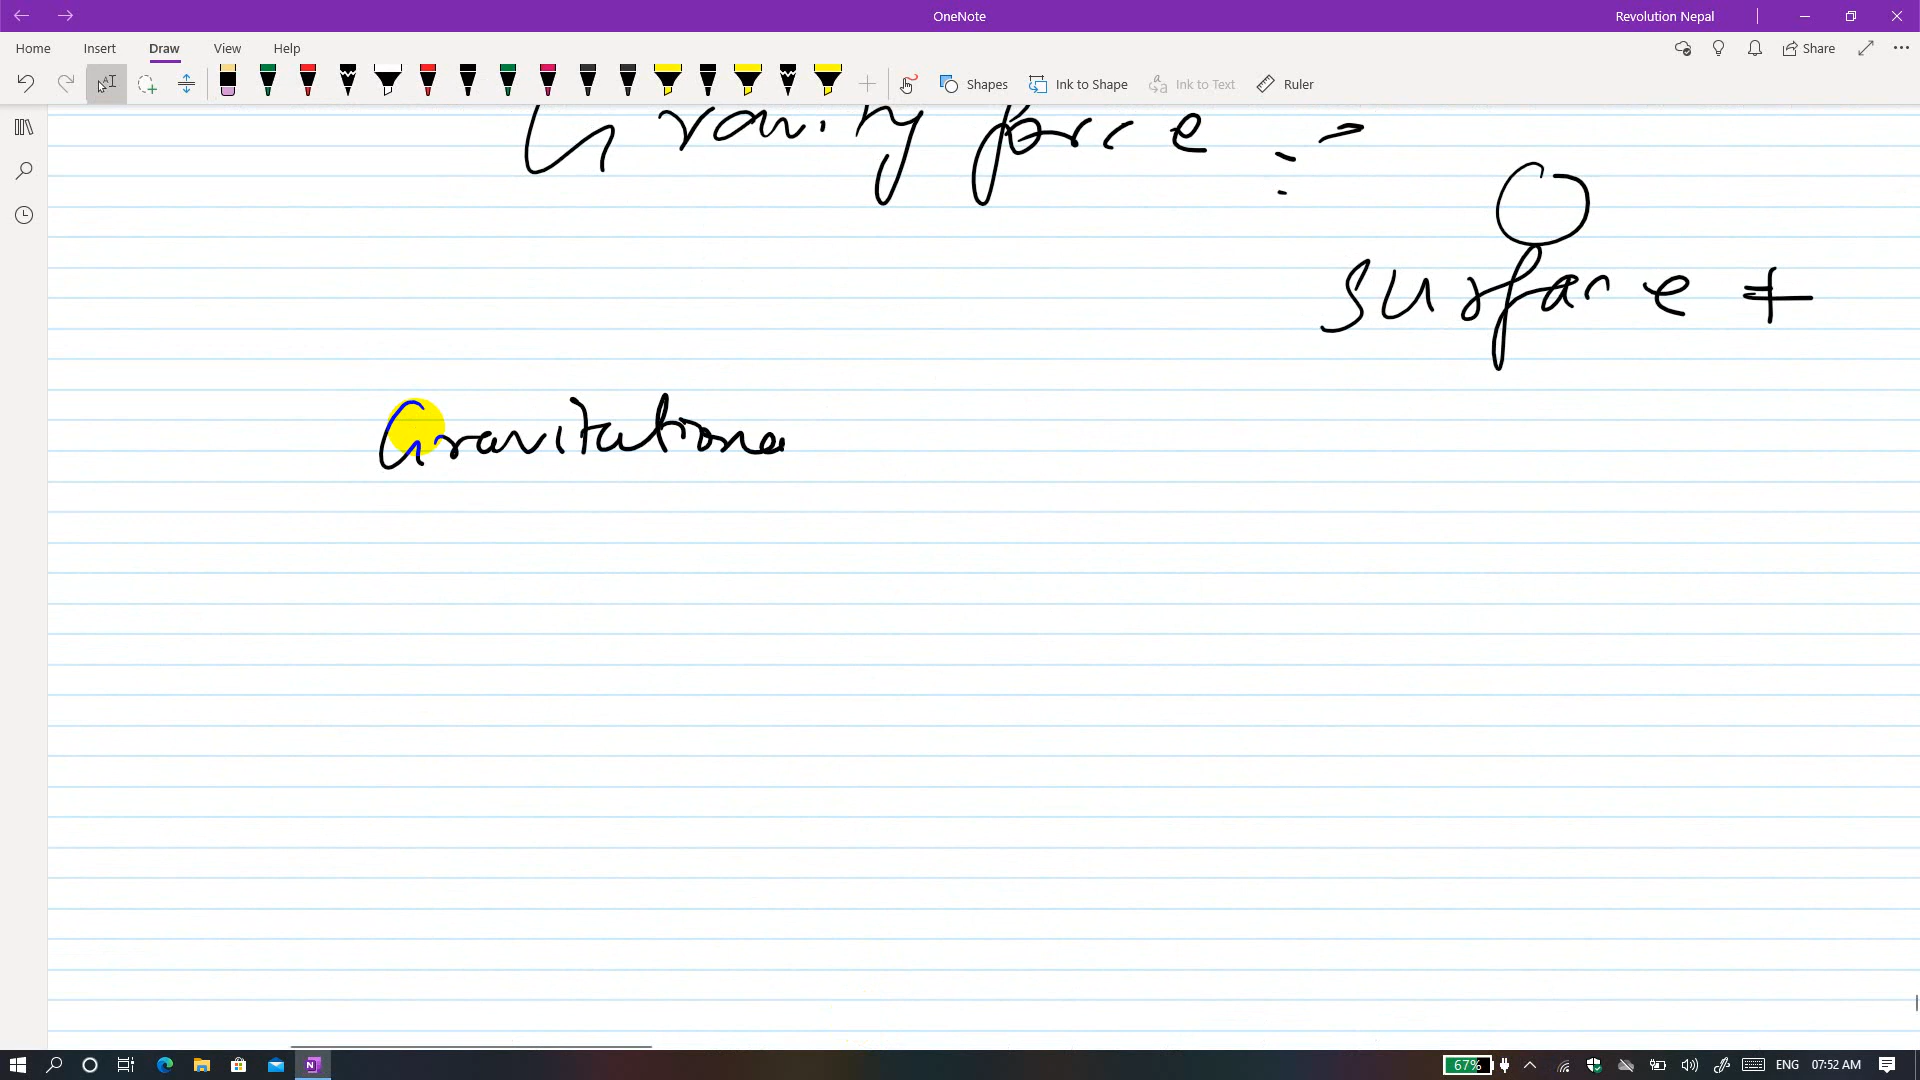 OneNote
Revolution Nepal
Home Insert Draw View Help
Share
Shapes Ink to Shape Ink to Text Ruler
Gravity force :→
surface +
Gravitationa
67% ENG 07:52 AM